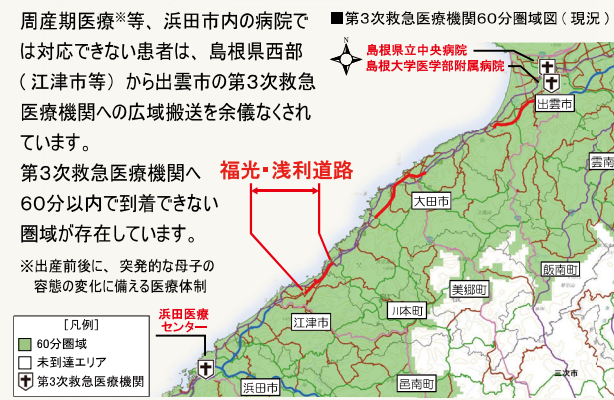 周産期医療※等、浜田市内の病院で
は対応できない患者は、島根県西部
（江津市等）から出雲市の第３次救急
医療機関への広域搬送を余儀なくされ
ています。
第３次救急医療機関へ
６０分以内で到着できない
圏域が存在しています。
※出産前後に、突発的な母子の
容態の変化に備える医療体制
■第３次救急医療機関６０分圏域図（現況）
島根県立中央病院
島根大学医学部附属病院
出雲市
雲南
福光・浅利道路
大田市
飯南町
美郷町
川本町
江津市
邑南町
三次市
浜田医療
センター
浜田市
［凡例］
60分圏域
未到達エリア
第３次救急医療機関